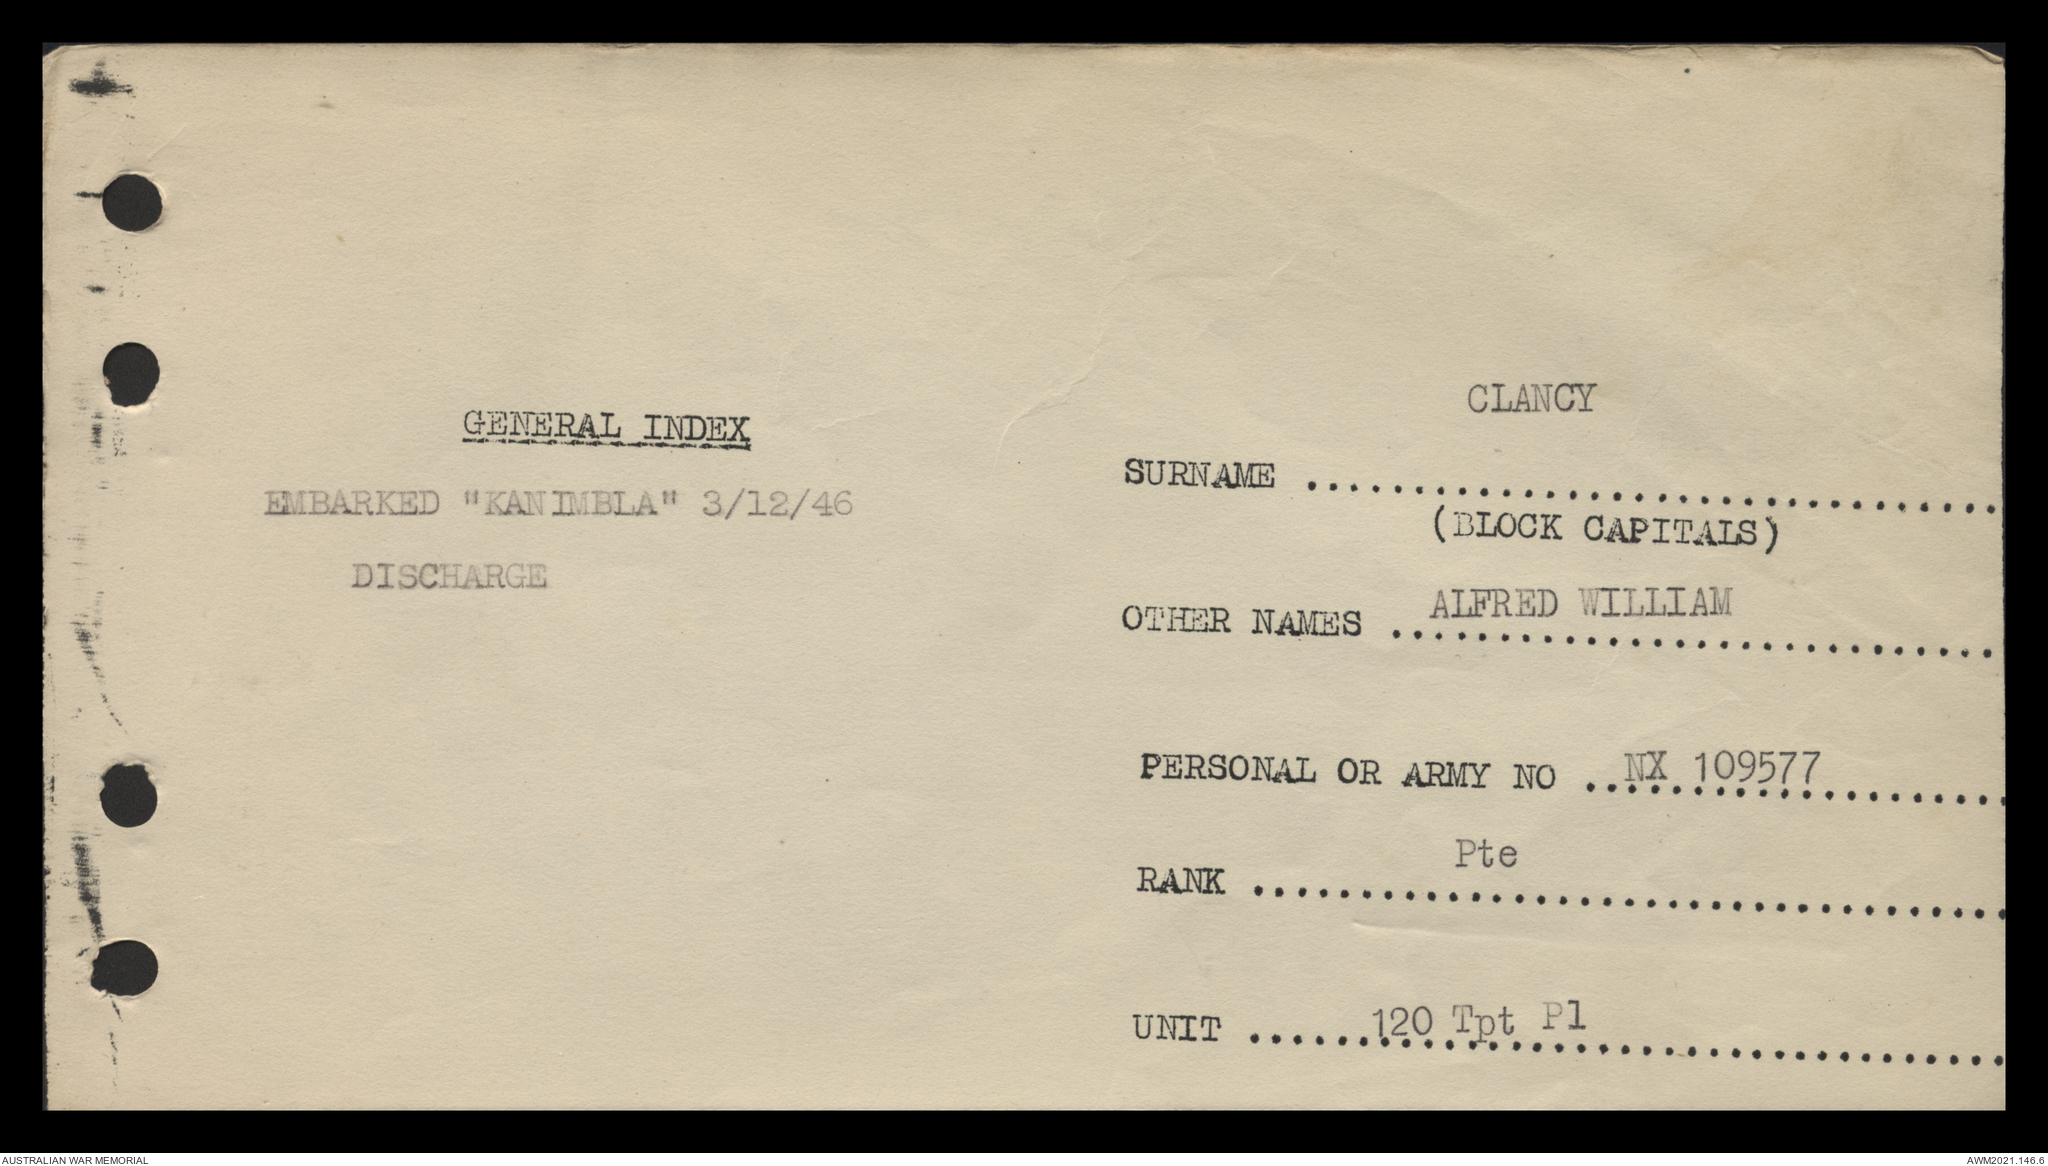 GENERAL INDEX
EMBARKED "KANIMBLA" 3/12/46
DISCHARGE
CLANCY
SURNAME ................................
(BLOCK CAPITALS)
OTHER NAMES ALFRED WILLIAM
PERSONAL OR ARMY NO ..NX 109577
RANK Pte
UNIT ......120 Tpt Pl
AUSTRALIAN WAR MEMORIAL
AWM2021.146.6